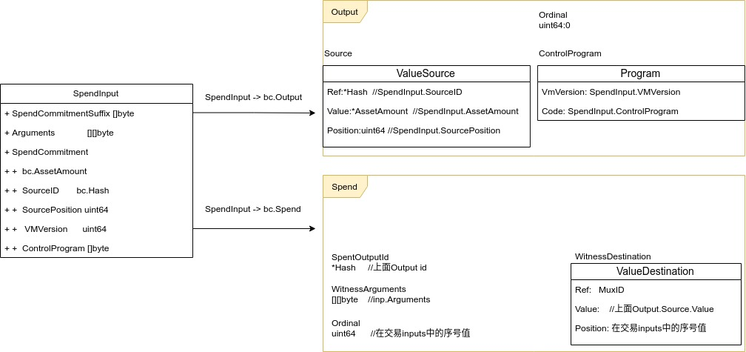 SpendInput
+ SpendCommitmentSuffix []byte
+ Arguments [][]byte
+ SpendCommitment
+ + bc.AssetAmount
+ + SourceID bc.Hash
+ + SourcePosition uint64
+ + VMVersion uint64
+ + ControlProgram []byte
SpendInput -> bc.Output
SpendInput -> bc.Spend
Output
Ordinal
uint64:0
Source
ControlProgram
ValueSource
Ref:*Hash //SpendInput.SourceID
Value:*AssetAmount //SpendInput.AssetAmount
Position:uint64 //SpendInput.SourcePosition
Program
VmVersion: SpendInput.VMVersion
Code: SpendInput.ControlProgram
Spend
SpentOutputId
*Hash //上面Output id
WitnessArguments
[][]byte //inp.Arguments
Ordinal
uint64 //在交易inputs中的序号值
WitnessDestination
ValueDestination
Ref: MuxID
Value: //上面Output.Source.Value
Position: 在交易inputs中的序号值